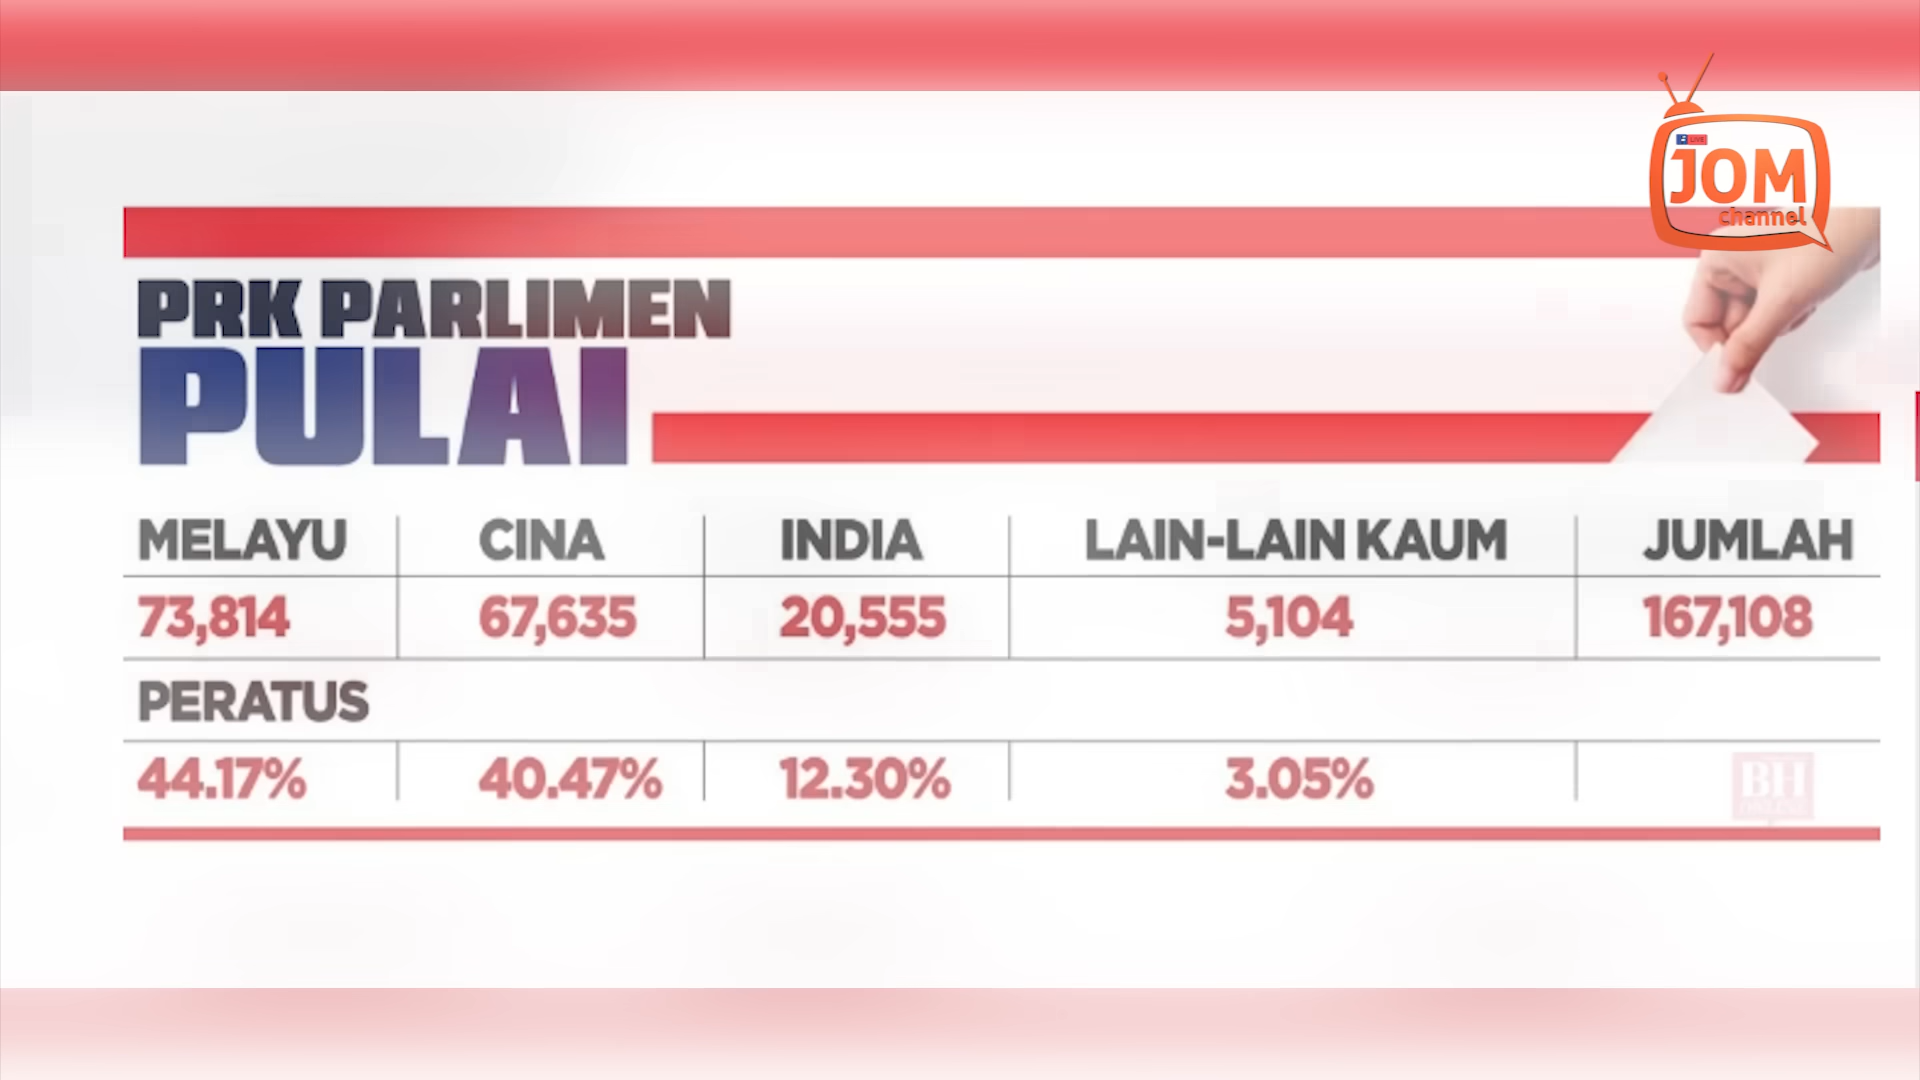 JOM
channel
PRK PARLIMEN
PULAI
MELAYU CINA INDIA LAIN-LAIN KAUM JUMLAH
73,814 67,635 20,555 5,104 167,108
PERATUS
44.17% 40.47% 12.30% 3.05%
BH